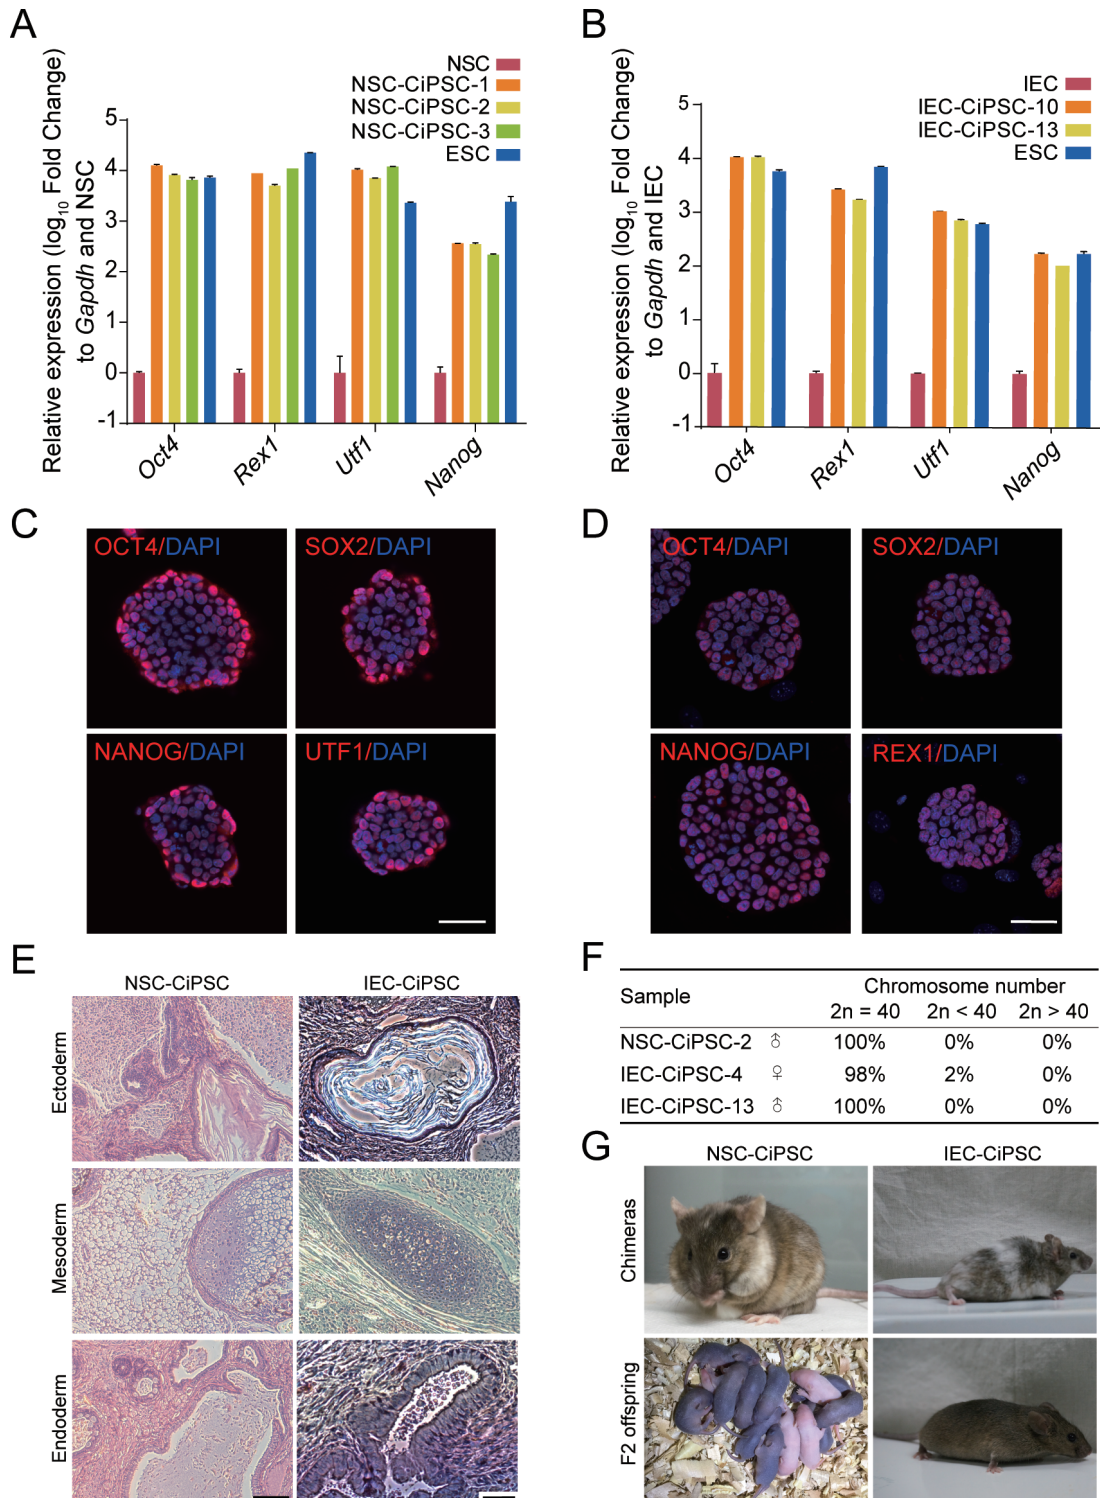 A
Relative expression (log10 Fold Change)
to Gapdh and NSC
NSC
NSC-CiPSC-1
NSC-CiPSC-2
NSC-CiPSC-3
ESC
5
4
3
2
1
0
-1
Oct4
Rex1
Utf1
Nanog
B
Relative expression (log10 Fold Change)
to Gapdh and IEC
IEC
IEC-CiPSC-10
IEC-CiPSC-13
ESC
5
4
3
2
1
0
-1
Oct4
Rex1
Utf1
Nanog
C
OCT4/DAPI
SOX2/DAPI
NANOG/DAPI
UTF1/DAPI
D
OCT4/DAPI
SOX2/DAPI
NANOG/DAPI
REX1/DAPI
E
NSC-CiPSC
IEC-CiPSC
Ectoderm
Mesoderm
Endoderm
F
Sample
Chromosome number
2n = 40 2n < 40 2n > 40
NSC-CiPSC-2 ♂ 100% 0% 0%
IEC-CiPSC-4 ♀ 98% 2% 0%
IEC-CiPSC-13 ♂ 100% 0% 0%
G
NSC-CiPSC
IEC-CiPSC
Chimeras
F2 offspring